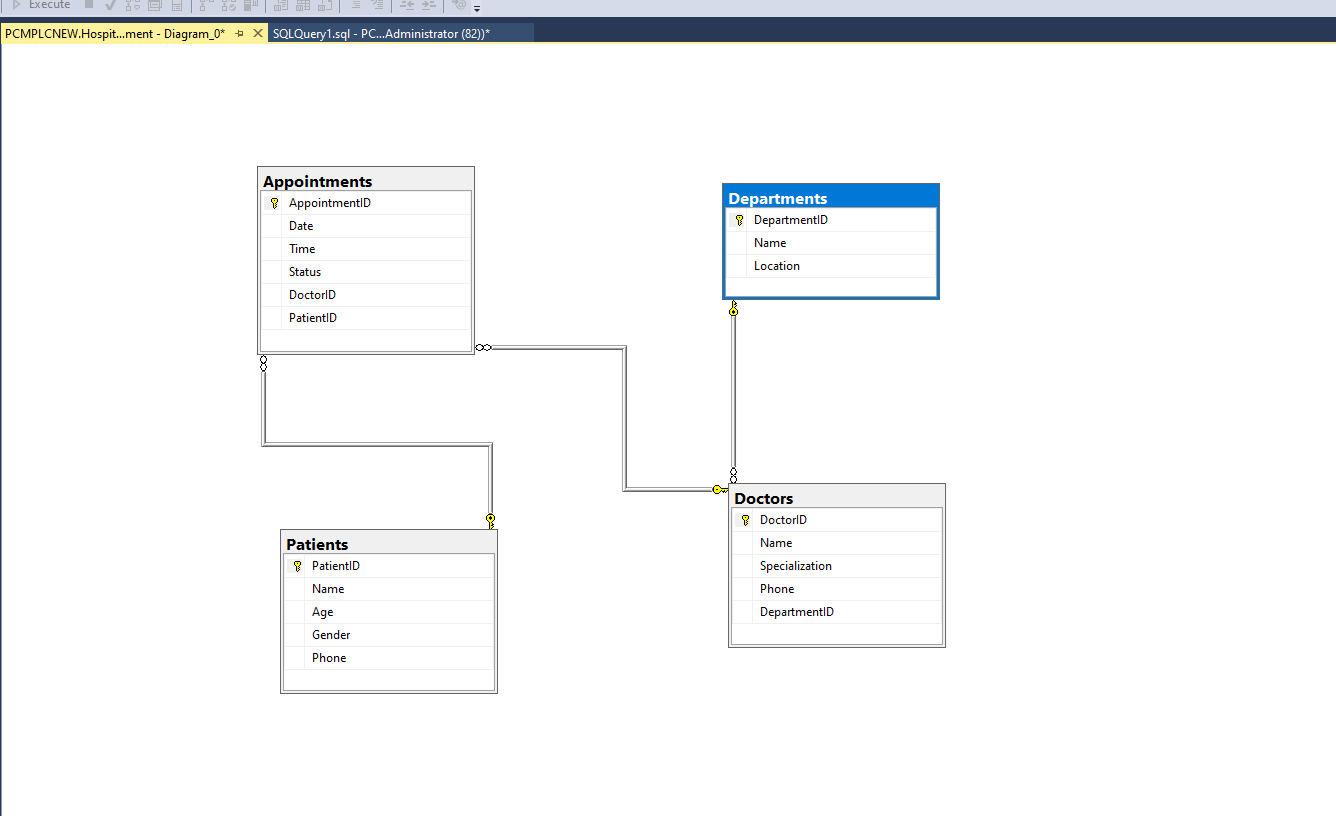 Execute
PCMPLCNEW.Hospit...ment - Diagram_0*
SQLQuery1.sql - PC...Administrator (82))*
Appointments
AppointmentID
Date
Time
Status
DoctorID
PatientID
Departments
DepartmentID
Name
Location
Patients
PatientID
Name
Age
Gender
Phone
Doctors
DoctorID
Name
Specialization
Phone
DepartmentID